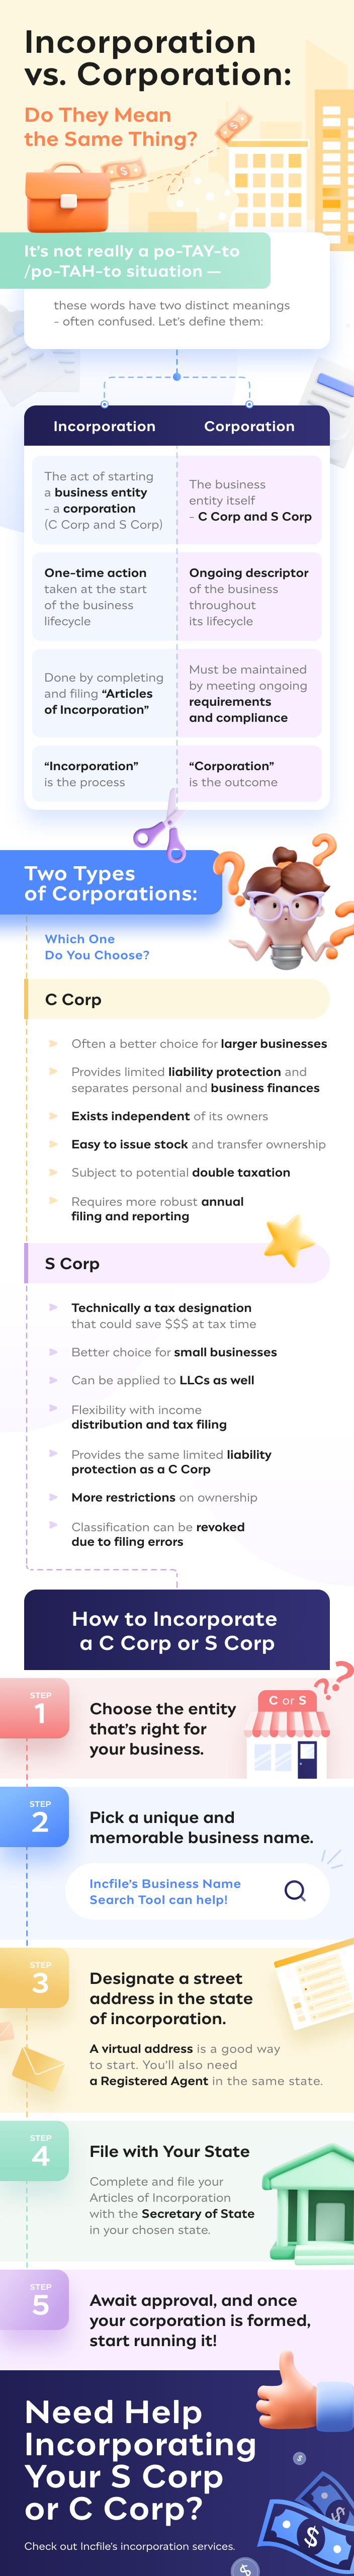 Incorporation
vs. Corporation:
Do They Mean
the Same Thing?
It's not really a po-TAY-to
/po-TAH-to situation —
these words have two distinct meanings
- often confused. Let's define them:
Incorporation
Corporation
The act of starting
a business entity
- a corporation
(C Corp and S Corp)
The business
entity itself
- C Corp and S Corp
One-time action
taken at the start
of the business
lifecycle
Ongoing descriptor
of the business
throughout
its lifecycle
Done by completing
and filing "Articles
of Incorporation"
Must be maintained
by meeting ongoing
requirements
and compliance
"Incorporation"
is the process
"Corporation"
is the outcome
Two Types
of Corporations:
Which One
Do You Choose?
C Corp
Often a better choice for larger businesses
Provides limited liability protection and
separates personal and business finances
Exists independent of its owners
Easy to issue stock and transfer ownership
Subject to potential double taxation
Requires more robust annual
filing and reporting
S Corp
Technically a tax designation
that could save $$$ at tax time
Better choice for small businesses
Can be applied to LLCs as well
Flexibility with income
distribution and tax filing
Provides the same limited liability
protection as a C Corp
More restrictions on ownership
Classification can be revoked
due to filing errors
How to Incorporate
a C Corp or S Corp
STEP
1
Choose the entity
that's right for
your business.
C or S
STEP
2
Pick a unique and
memorable business name.
Incfile's Business Name
Search Tool can help!
STEP
3
Designate a street
address in the state
of incorporation.
A virtual address is a good way
to start. You'll also need
a Registered Agent in the same state.
STEP
4
File with Your State
Complete and file your
Articles of Incorporation
with the Secretary of State
in your chosen state.
STEP
5
Await approval, and once
your corporation is formed,
start running it!
Need Help
Incorporating
Your S Corp
or C Corp?
Check out Incfile's incorporation services.